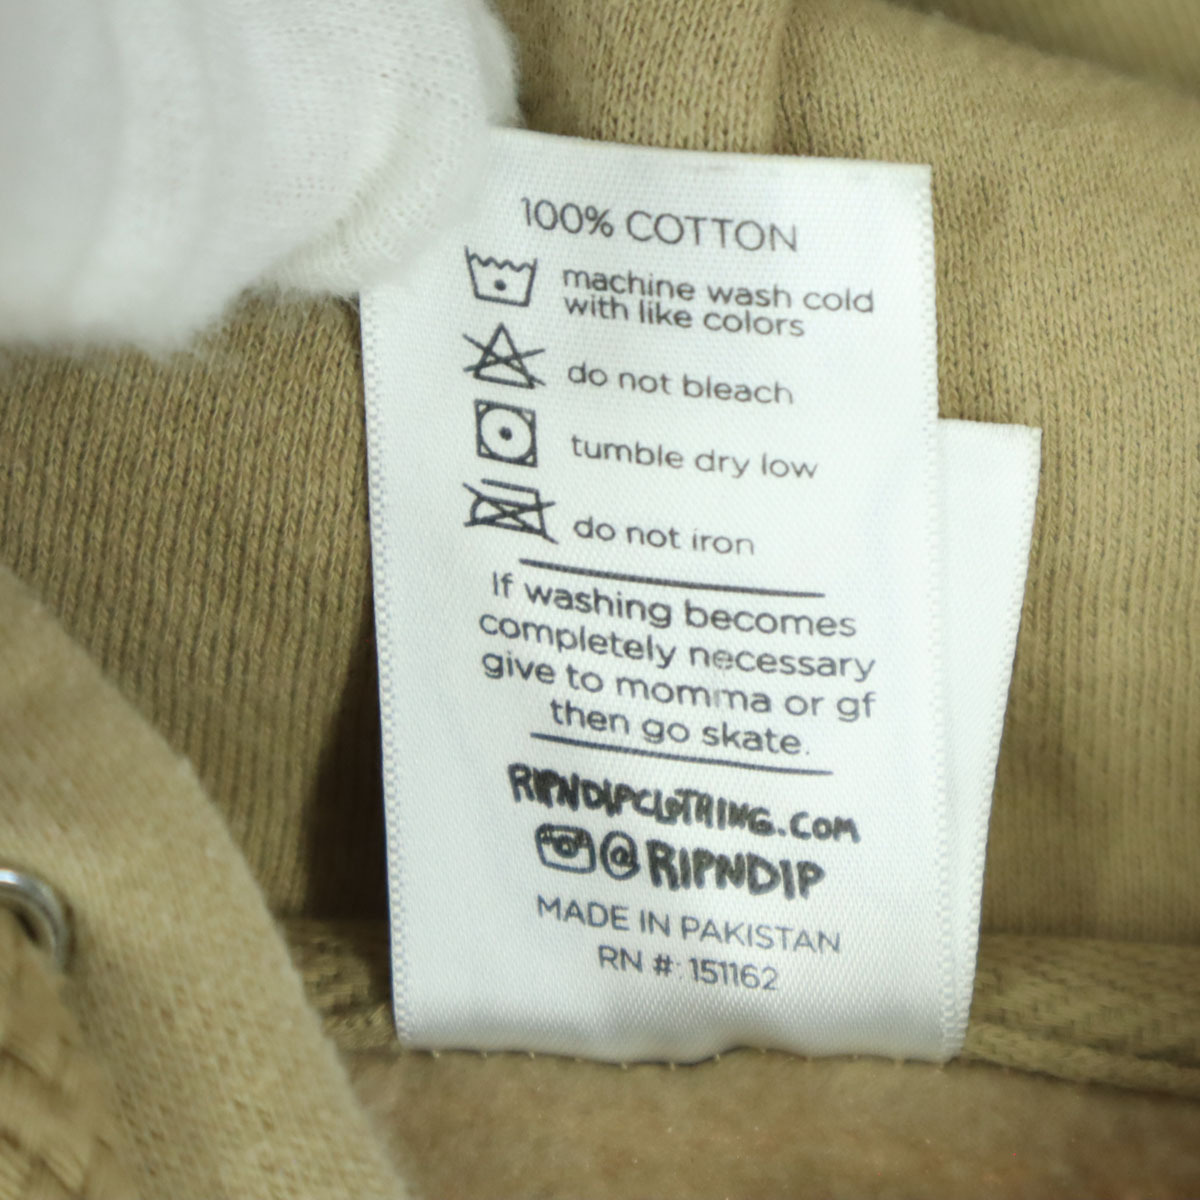 100% COTTON
machine wash cold
with like colors
do not bleach
tumble dry low
do not iron
If washing becomes
completely necessary
give to momma or gf
then go skate.
RIPNDIPCLOTHING.COM
@RIPNDIP
MADE IN PAKISTAN
RN #: 151162